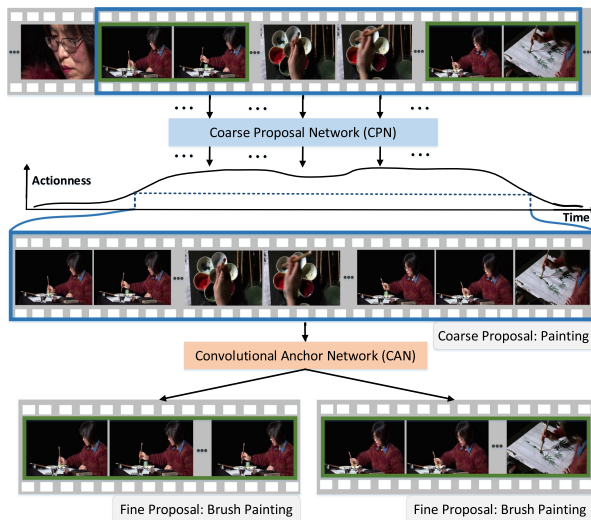 Coarse Proposal Network (CPN)
Actionness
Time
Coarse Proposal: Painting
Convolutional Anchor Network (CAN)
Fine Proposal: Brush Painting
Fine Proposal: Brush Painting